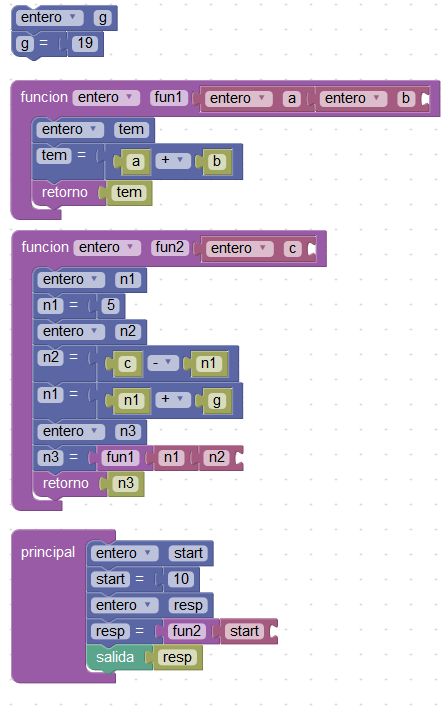 entero g
g = 19
funcion entero fun1 entero a entero b
entero tem
tem = a + b
retorno tem
funcion entero fun2 entero c
entero n1
n1 = 5
entero n2
n2 = c - n1
n1 = n1 + g
entero n3
n3 = fun1 n1 n2
retorno n3
principal entero start
start = 10
entero resp
resp = fun2 start
salida resp